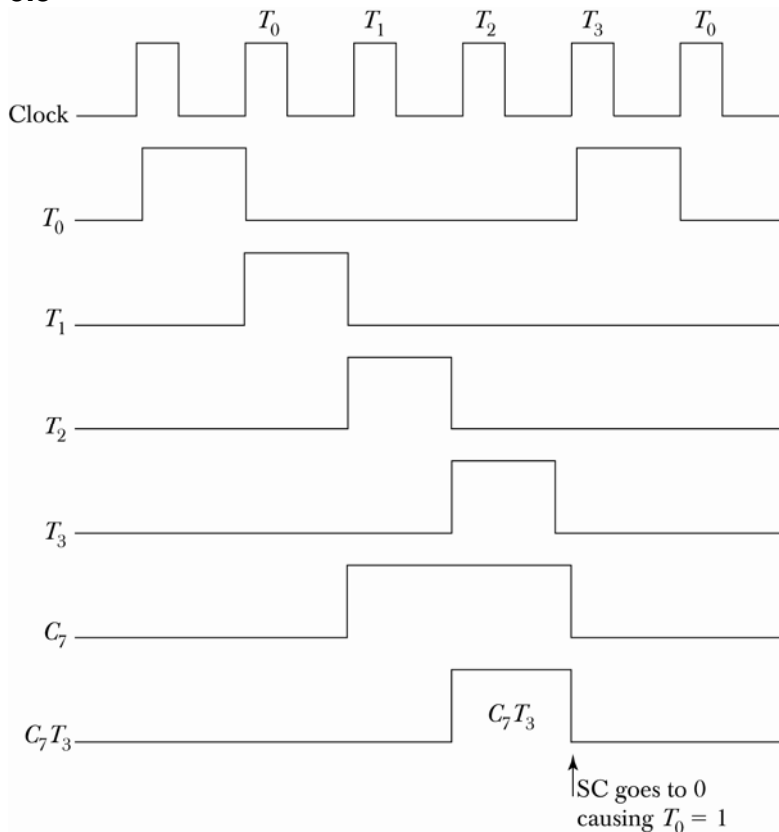 T₀ T₁ T₂ T₃ T₀
Clock
T₀
T₁
T₂
T₃
C₇
C₇T₃
C₇T₃
SC goes to 0
causing T₀ = 1